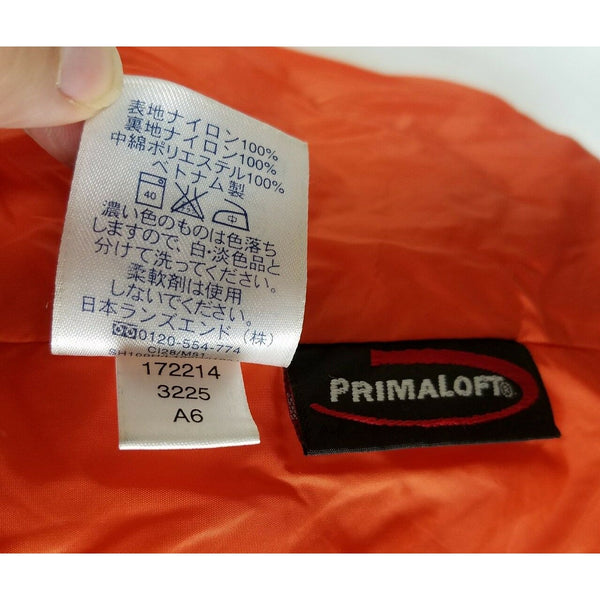 表地ナイロン100%
裏地ナイロン100%
中綿ポリエステル100%
ベトナム製
40 中
濃い色のものは色落ち
しますので、白・淡色品と
分けて洗ってください。
柔軟剤は使用
しないでください。
日本ランズエンド(株)
0120-554-774
172214
3225
A6
PRIMALOFT®